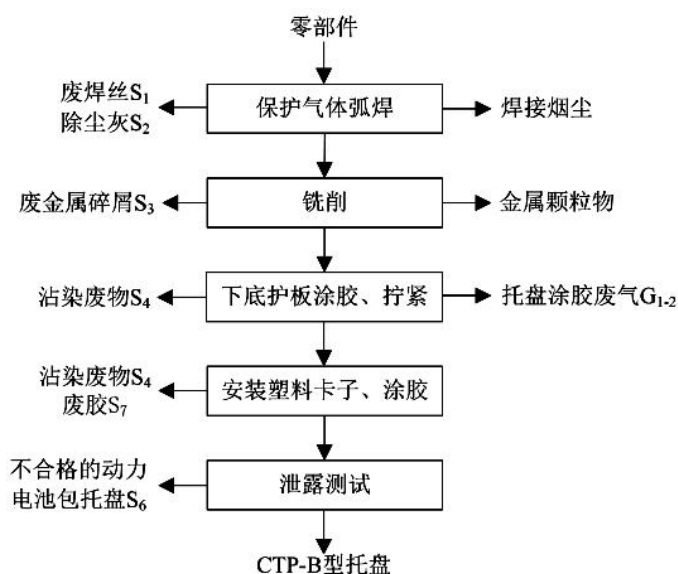 零部件
废焊丝S₁
除尘灰S₂
保护气体弧焊
焊接烟尘
废金属碎屑S₃
铣削
金属颗粒物
沾染废物S₄
下底护板涂胶、拧紧
托盘涂胶废气G₁₋₂
沾染废物S₄
废胶S₇
安装塑料卡子、涂胶
不合格的动力
电池包托盘S₆
泄露测试
CTP-B型托盘